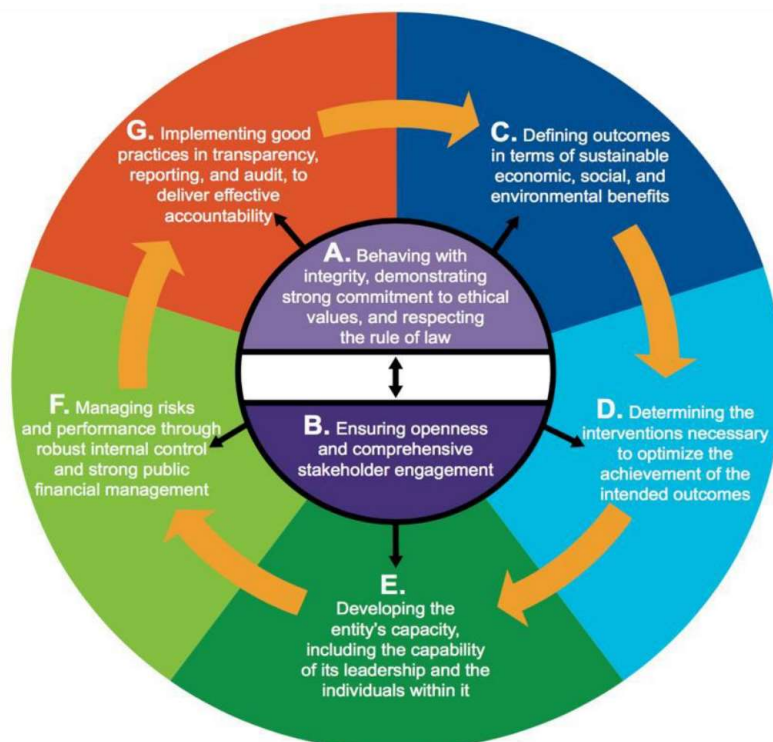 G. Implementing good
practices in transparency,
reporting, and audit, to
deliver effective
accountability
C. Defining outcomes
in terms of sustainable
economic, social, and
environmental benefits
A. Behaving with
integrity, demonstrating
strong commitment to ethical
values, and respecting
the rule of law
F. Managing risks
and performance through
robust internal control
and strong public
financial management
B. Ensuring openness
and comprehensive
stakeholder engagement
D. Determining the
interventions necessary
to optimize the
achievement of the
intended outcomes
E.
Developing the
entity's capacity,
including the capability
of its leadership and the
individuals within it